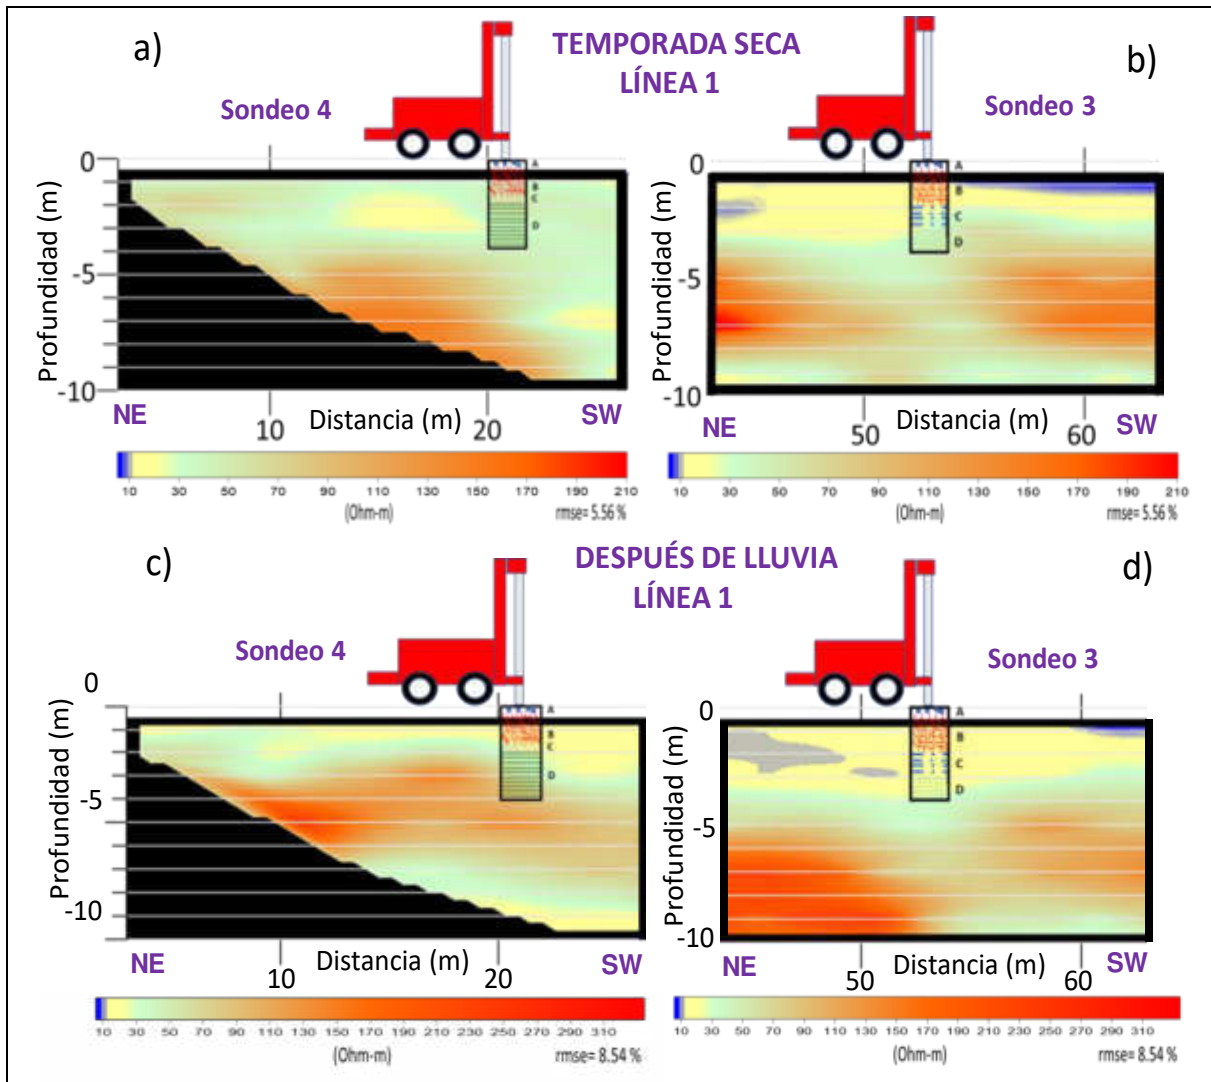 a)
TEMPORADA SECA
LÍNEA 1
b)
Sondeo 4
Sondeo 3
0
-5
-10
Profundidad (m)
A
B
C
D
NE
10
Distancia (m)
20
SW
0
-5
-10
Profundidad (m)
A
B
C
D
NE
50
Distancia (m)
60
SW
10 30 50 70 90 110 130 150 170 190 210
(Ohm-m)
rmse= 5.56 %
10 30 50 70 90 110 130 150 170 190 210
(Ohm-m)
rmse= 5.56 %
c)
DESPUÉS DE LLUVIA
LÍNEA 1
d)
Sondeo 4
Sondeo 3
0
-5
-10
Profundidad (m)
A
B
C
D
NE
10
Distancia (m)
20
SW
0
-5
-10
Profundidad (m)
A
B
C
D
NE
50
Distancia (m)
60
SW
10 30 50 70 90 110 130 150 170 190 210 230 250 270 290 310
(Ohm-m)
rmse= 8.54 %
10 30 50 70 90 110 130 150 170 190 210 230 250 270 290 310
(Ohm-m)
rmse= 8.54 %